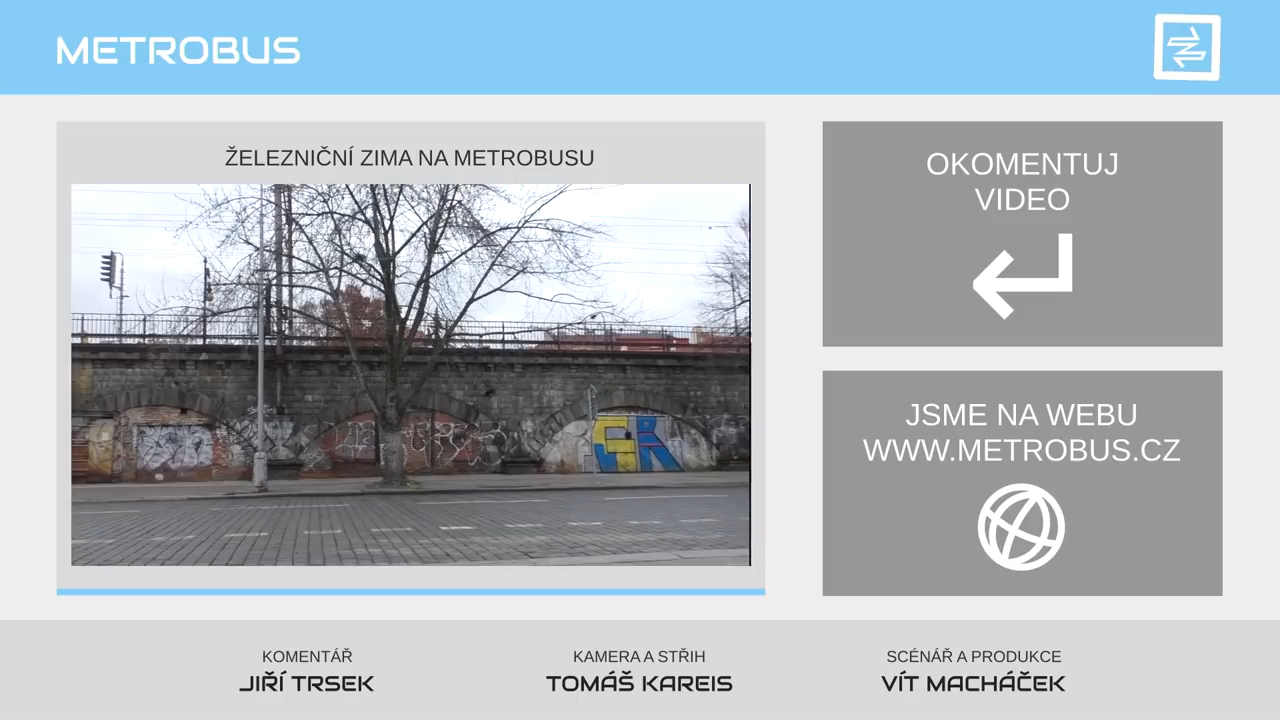 METROBUS
ŽELEZNIČNÍ ZIMA NA METROBUSU
OKOMENTUJ
VIDEO
JSME NA WEBU
WWW.METROBUS.CZ
KOMENTÁŘ
JIŘÍ TRSEK
KAMERA A STŘIH
TOMÁŠ KAREIS
SCÉNÁŘ A PRODUKCE
VÍT MACHÁČEK